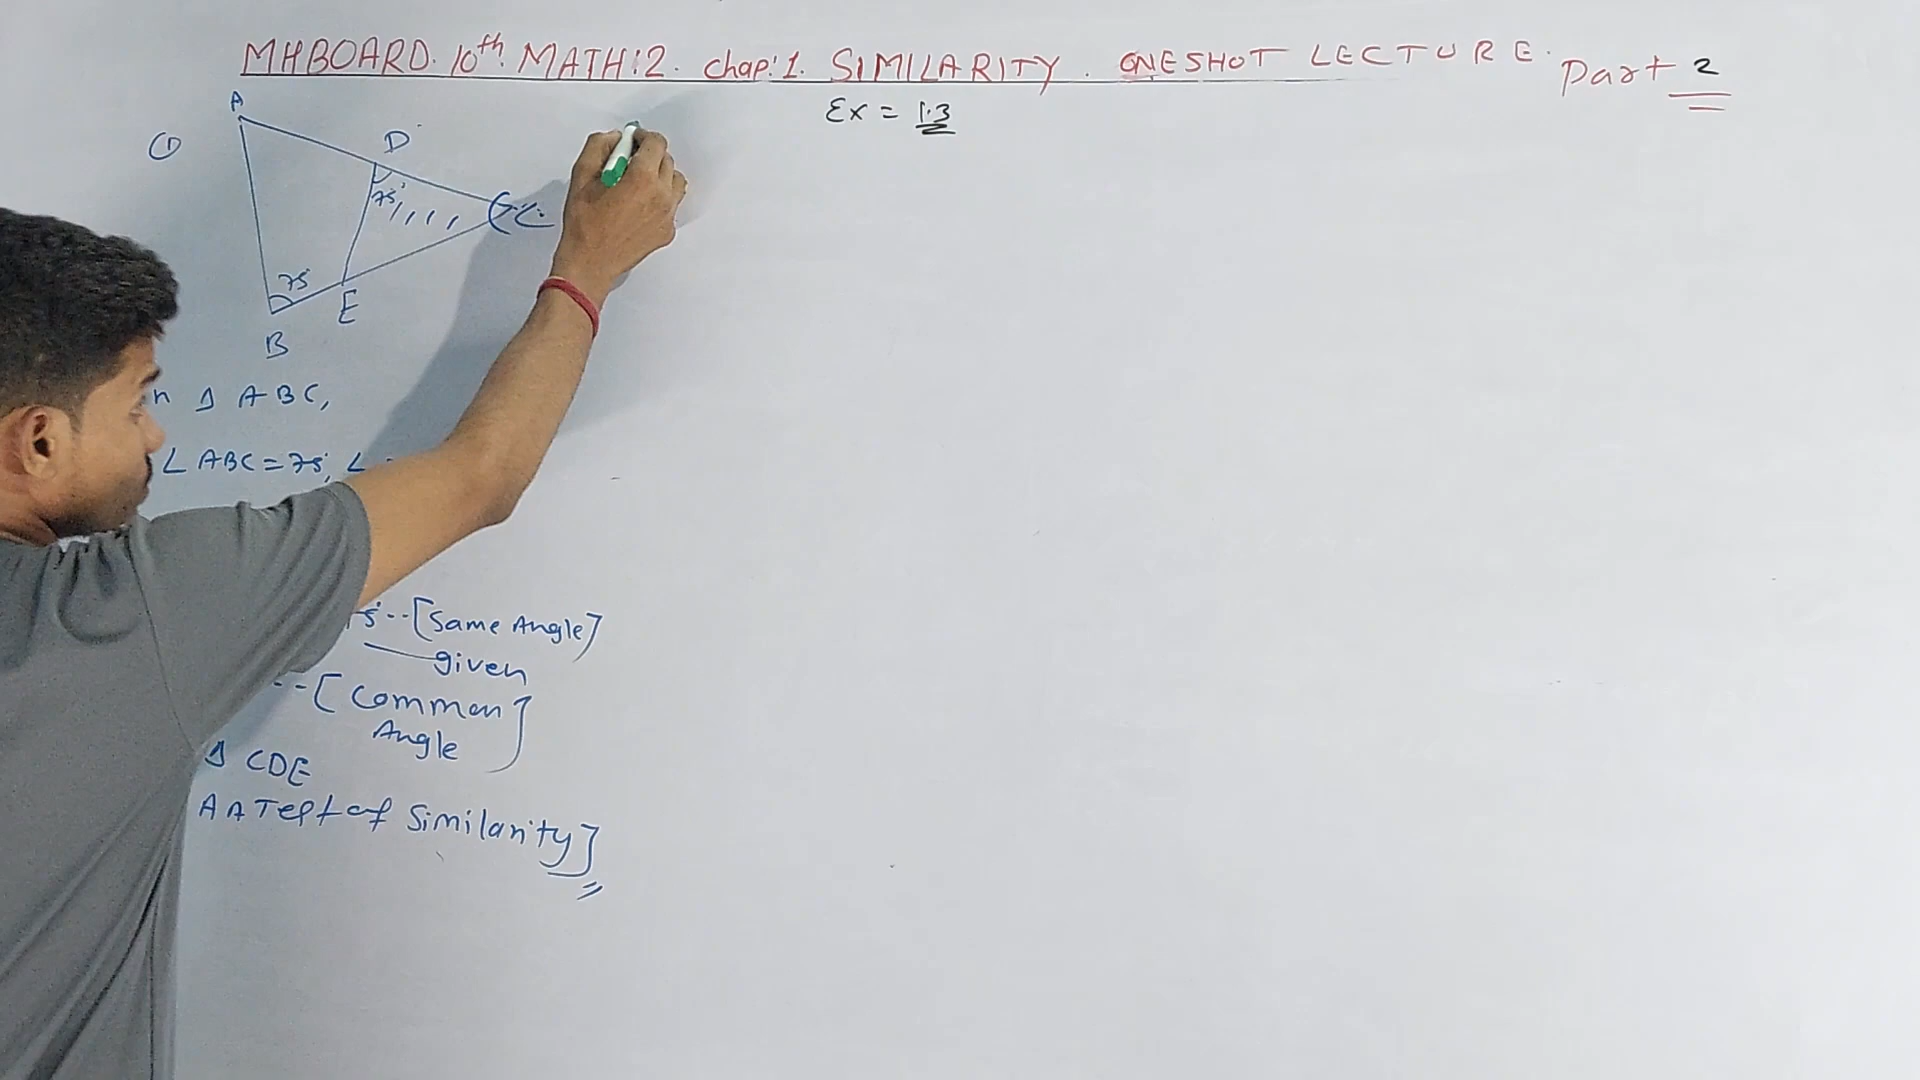 MHBOARD. 10th. MATH:2. chap:1. SIMILARITY. ONESHOT LECTURE. Part 2
Ex = 1.3
①
A
D
75°
C
75°
E
B
n Δ ABC,
∠ ABC = 75°, ∠
[Same Angle]
given
--[Common
Angle]
Δ CDE
AA Test of Similarity]